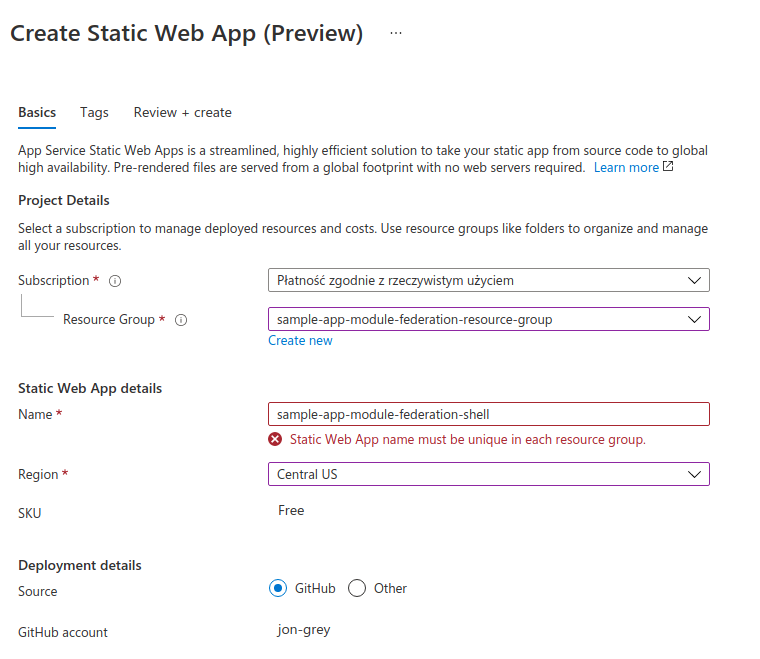 Create Static Web App (Preview) ...
Basics Tags Review + create
App Service Static Web Apps is a streamlined, highly efficient solution to take your static app from source code to global
high availability. Pre-rendered files are served from a global footprint with no web servers required. Learn more
Project Details
Select a subscription to manage deployed resources and costs. Use resource groups like folders to organize and manage
all your resources.
Subscription * Płatność zgodnie z rzeczywistym użyciem
Resource Group * sample-app-module-federation-resource-group
Create new
Static Web App details
Name * sample-app-module-federation-shell
Static Web App name must be unique in each resource group.
Region * Central US
SKU Free
Deployment details
Source GitHub Other
GitHub account jon-grey